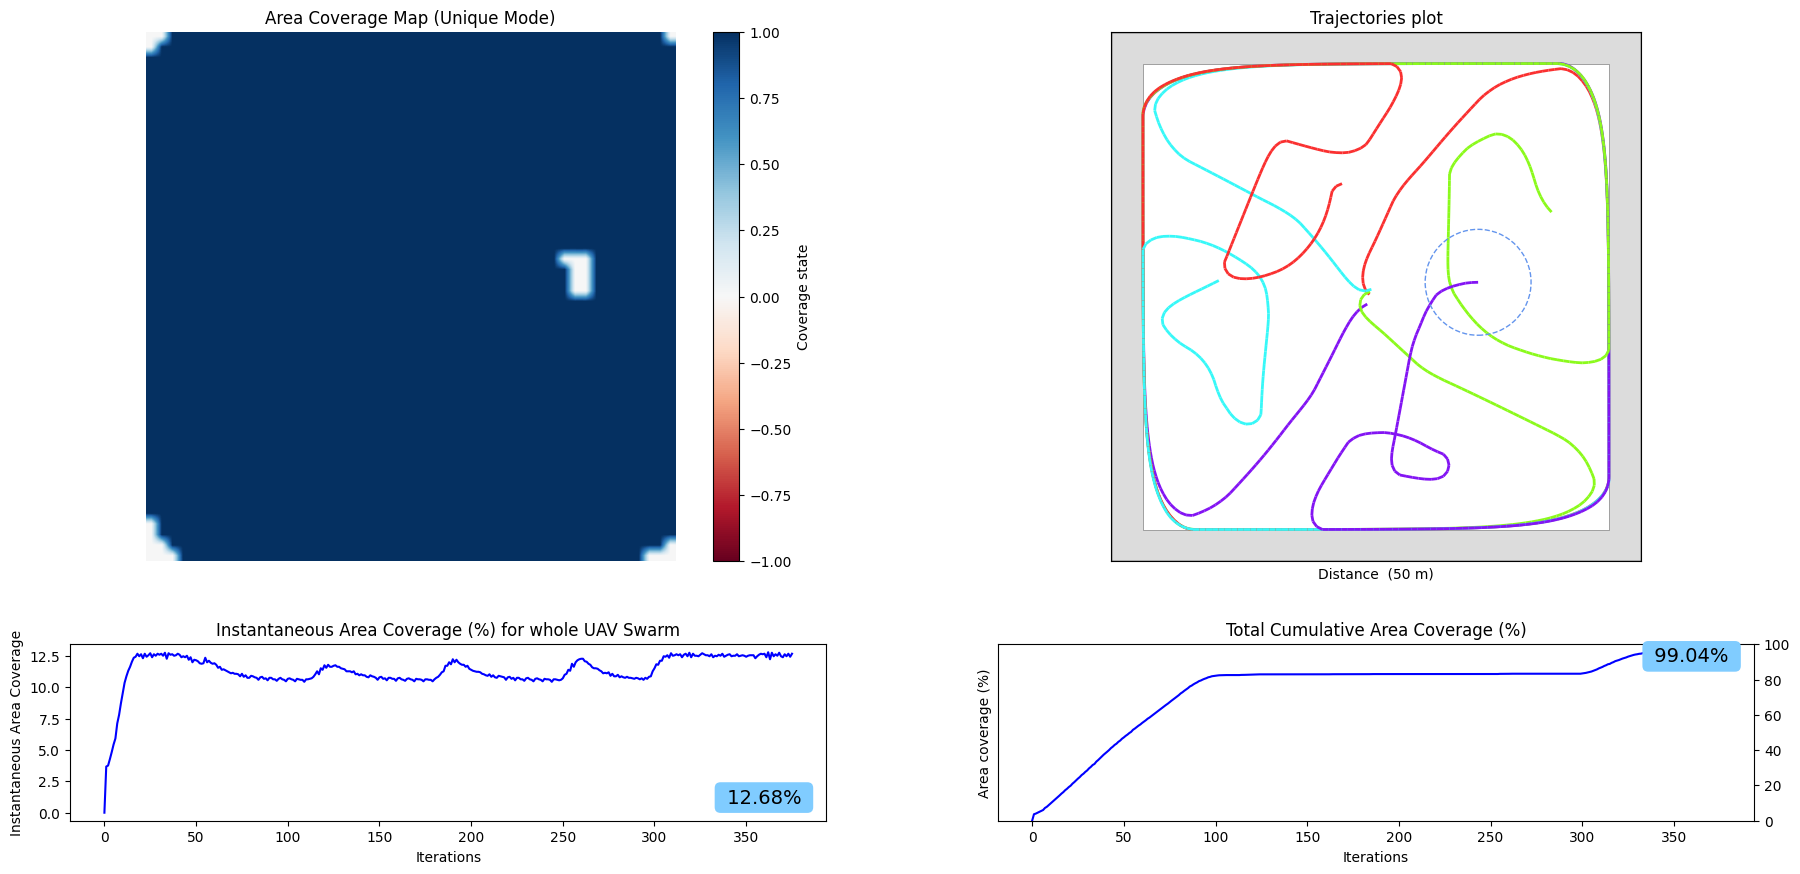 Area Coverage Map (Unique Mode)
1.00
0.75
0.50
0.25
0.00
−0.25
−0.50
−0.75
−1.00
Coverage state
Trajectories plot
Distance  (50 m)
Instantaneous Area Coverage (%) for whole UAV Swarm
Instantaneous Area Coverage
12.5
10.0
7.5
5.0
2.5
0.0
12.68%
0 50 100 150 200 250 300 350
Iterations
Total Cumulative Area Coverage (%)
Area coverage (%)
99.04%
100
80
60
40
20
0
0 50 100 150 200 250 300 350
Iterations